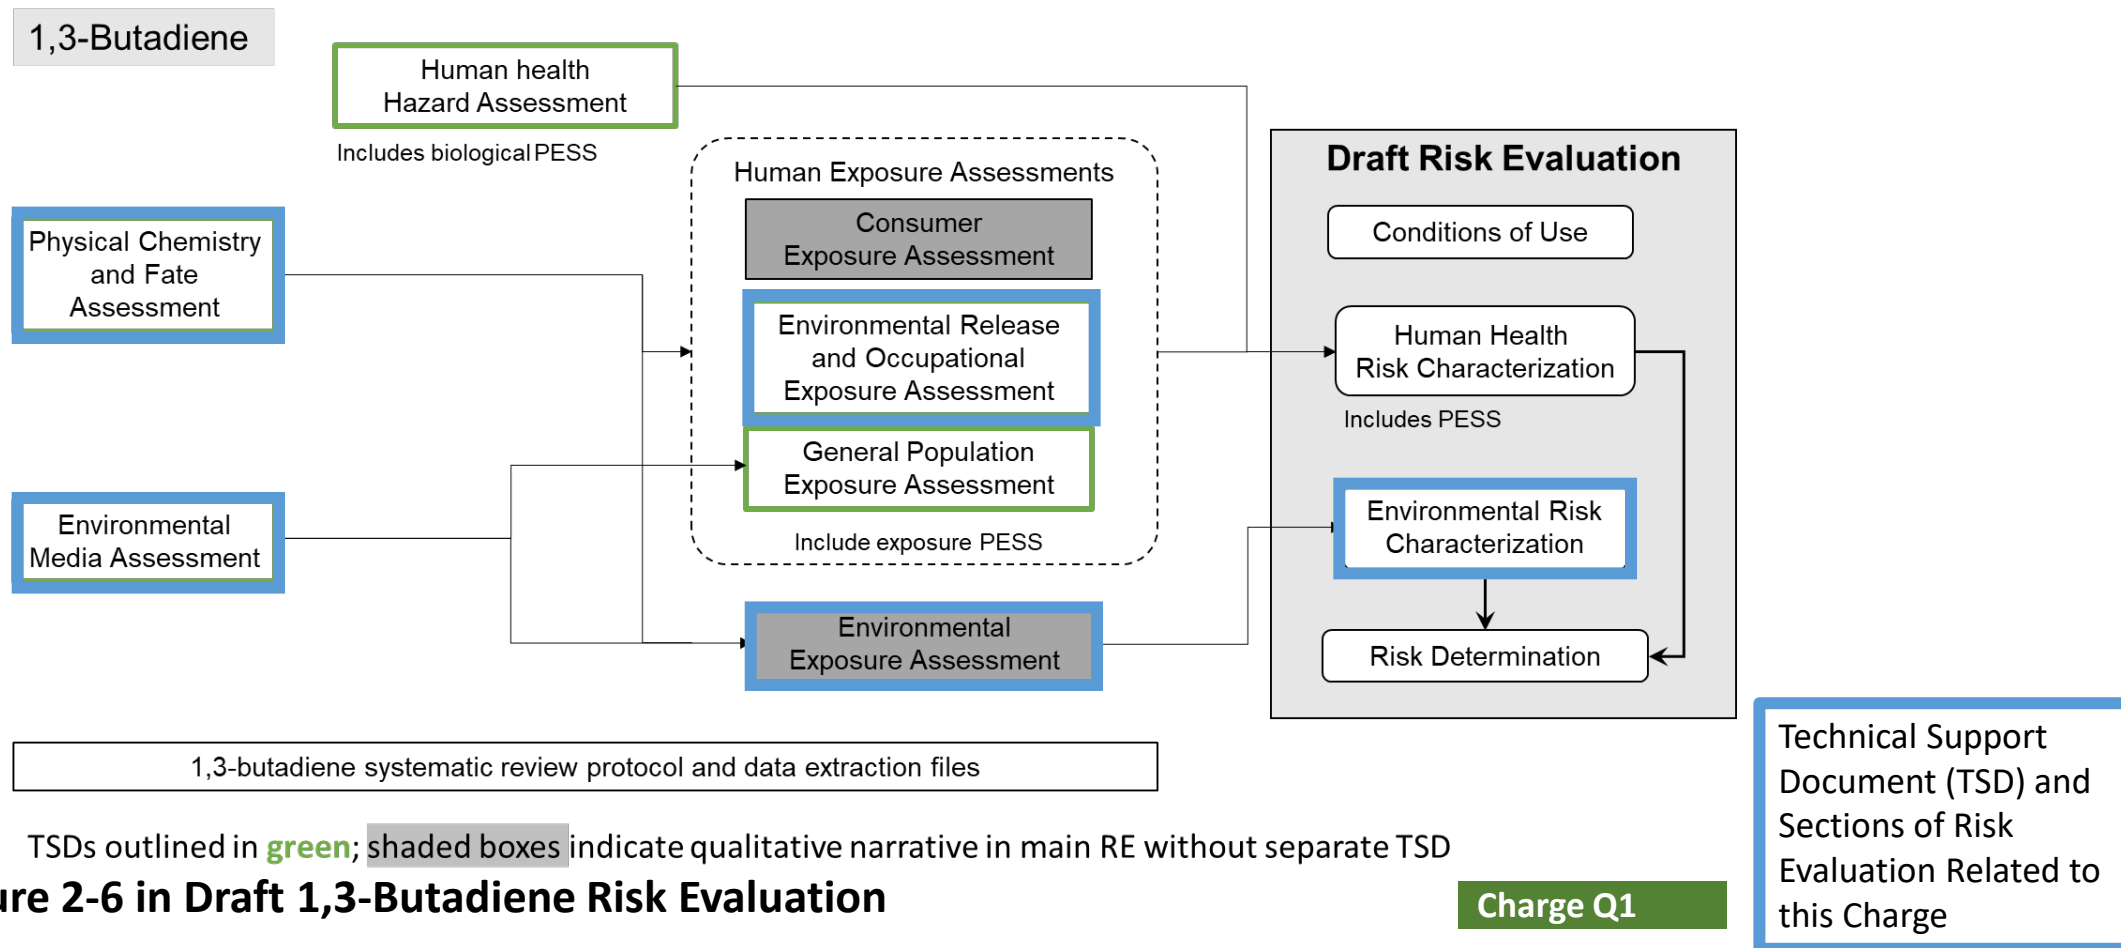 1,3-Butadiene
Human health
Hazard Assessment
Includes biological PESS
Physical Chemistry
and Fate
Assessment
Environmental
Media Assessment
Human Exposure Assessments
Consumer
Exposure Assessment
Environmental Release
and Occupational
Exposure Assessment
General Population
Exposure Assessment
Include exposure PESS
Environmental
Exposure Assessment
Draft Risk Evaluation
Conditions of Use
Human Health
Risk Characterization
Includes PESS
Environmental Risk
Characterization
Risk Determination
1,3-butadiene systematic review protocol and data extraction files
TSDs outlined in green; shaded boxes indicate qualitative narrative in main RE without separate TSD
ure 2-6 in Draft 1,3-Butadiene Risk Evaluation
Charge Q1
Technical Support
Document (TSD) and
Sections of Risk
Evaluation Related to
this Charge